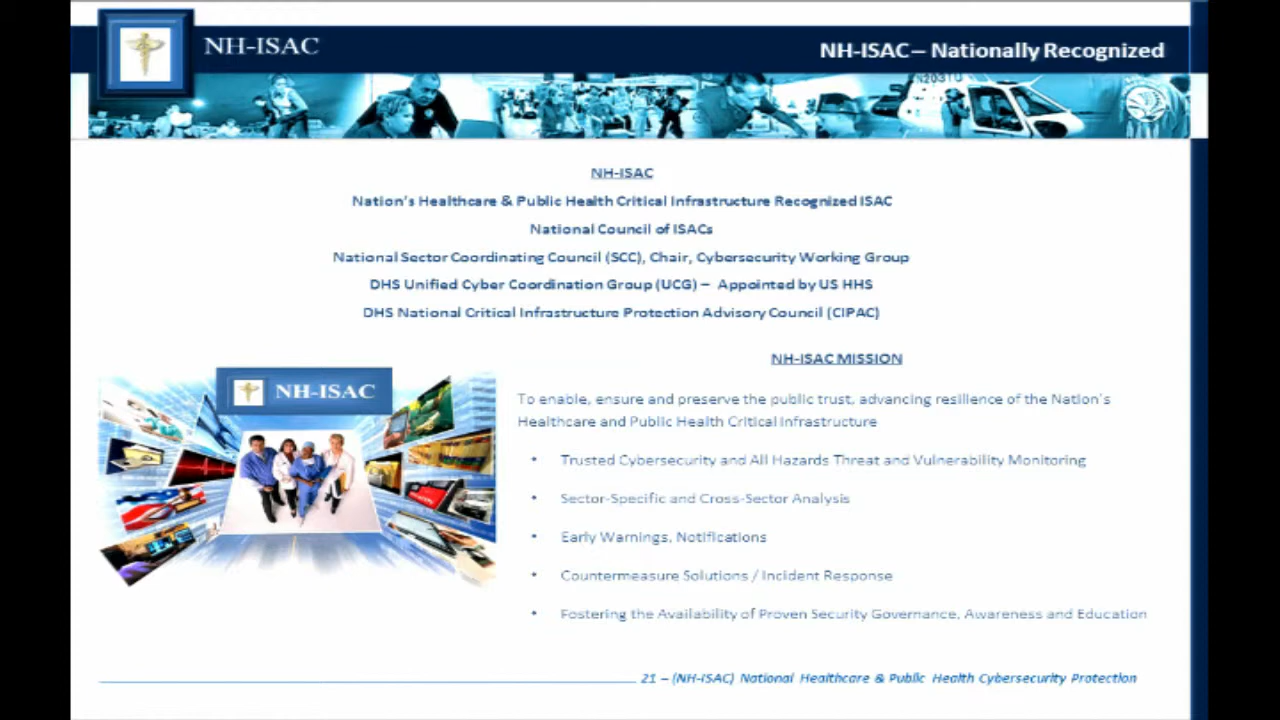 NH-ISAC
NH-ISAC – Nationally Recognized
N203TU
NH-ISAC
Nation's Healthcare & Public Health Critical Infrastructure Recognized ISAC
National Council of ISACs
National Sector Coordinating Council (SCC), Chair, Cybersecurity Working Group
DHS Unified Cyber Coordination Group (UCG) – Appointed by US HHS
DHS National Critical Infrastructure Protection Advisory Council (CIPAC)
NH-ISAC
NH-ISAC MISSION
To enable, ensure and preserve the public trust, advancing resilience of the Nation's
Healthcare and Public Health Critical Infrastructure
• Trusted Cybersecurity and All Hazards Threat and Vulnerability Monitoring
• Sector-Specific and Cross-Sector Analysis
• Early Warnings, Notifications
• Countermeasure Solutions / Incident Response
• Fostering the Availability of Proven Security Governance, Awareness and Education
21 – (NH-ISAC) National Healthcare & Public Health Cybersecurity Protection